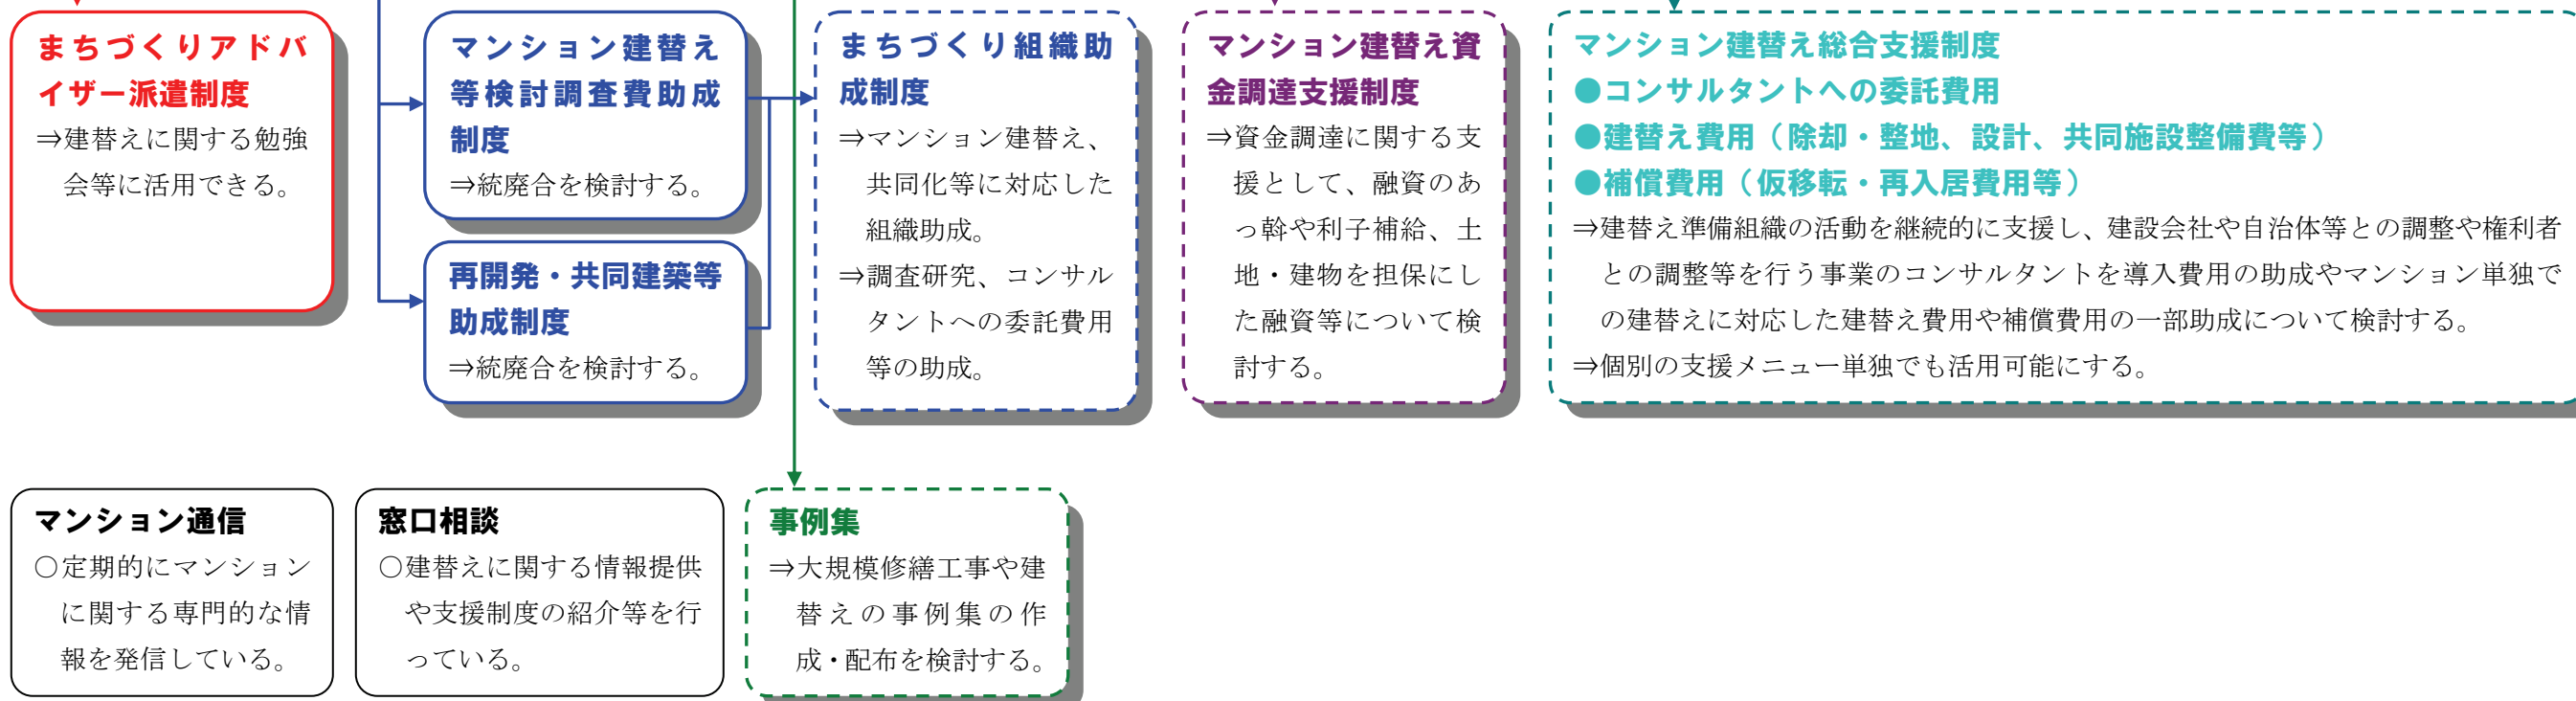 まちづくりアドバ
イザー派遣制度
⇒建替えに関する勉強
会等に活用できる。
マンション建替え
等検討調査費助成
制度
⇒統廃合を検討する。
再開発・共同建築等
助成制度
⇒統廃合を検討する。
まちづくり組織助
成制度
⇒マンション建替え、
共同化等に対応した
組織助成。
⇒調査研究、コンサル
タントへの委託費用
等の助成。
マンション建替え資
金調達支援制度
⇒資金調達に関する支
援として、融資のあ
っ斡や利子補給、土
地・建物を担保にし
た融資等について検
討する。
マンション建替え総合支援制度
●コンサルタントへの委託費用
●建替え費用（除却・整地、設計、共同施設整備費等）
●補償費用（仮移転・再入居費用等）
⇒建替え準備組織の活動を継続的に支援し、建設会社や自治体等との調整や権利者
との調整等を行う事業のコンサルタントを導入費用の助成やマンション単独で
の建替えに対応した建替え費用や補償費用の一部助成について検討する。
⇒個別の支援メニュー単独でも活用可能にする。
マンション通信
○定期的にマンション
に関する専門的な情
報を発信している。
窓口相談
○建替えに関する情報提供
や支援制度の紹介等を行
っている。
事例集
⇒大規模修繕工事や建
替えの事例集の作
成・配布を検討する。